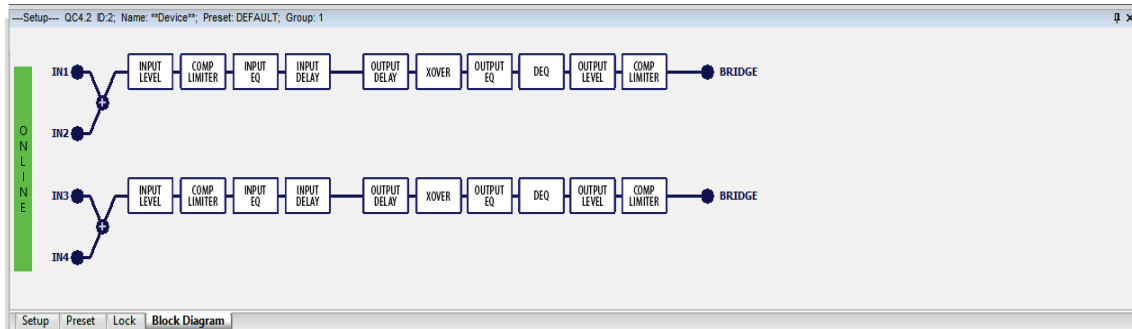 ---Setup--- QC4.2 ID:2; Name: **Device**; Preset: DEFAULT; Group: 1
ONLINE
IN1
INPUT LEVEL
COMP LIMITER
INPUT EQ
INPUT DELAY
OUTPUT DELAY
XOVER
OUTPUT EQ
DEQ
OUTPUT LEVEL
COMP LIMITER
BRIDGE
IN2
IN3
INPUT LEVEL
COMP LIMITER
INPUT EQ
INPUT DELAY
OUTPUT DELAY
XOVER
OUTPUT EQ
DEQ
OUTPUT LEVEL
COMP LIMITER
BRIDGE
IN4
Setup Preset Lock Block Diagram